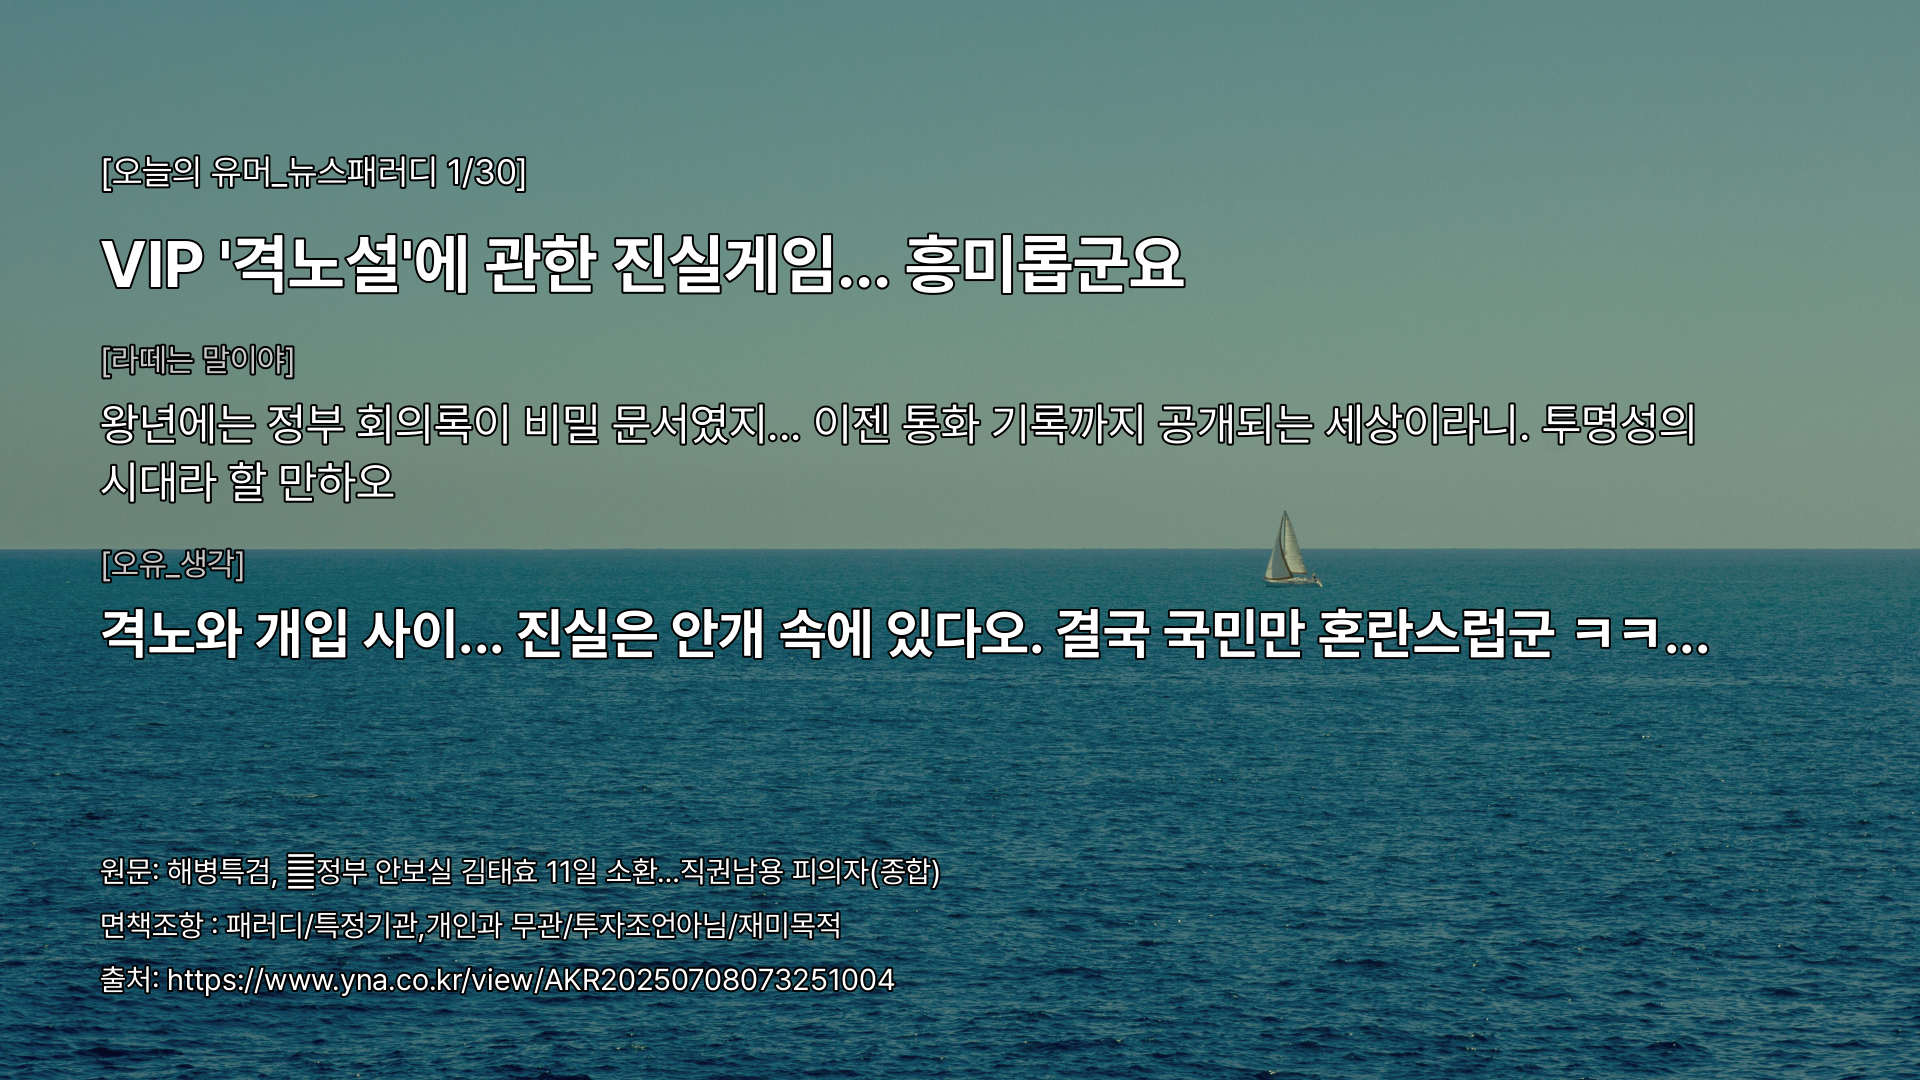 [오늘의 유머_뉴스패러디 1/30]
VIP '격노설'에 관한 진실게임... 흥미롭군요
[라떼는 말이야]
왕년에는 정부 회의록이 비밀 문서였지... 이젠 통화 기록까지 공개되는 세상이라니. 투명성의
시대라 할 만하오
[오유_생각]
격노와 개입 사이... 진실은 안개 속에 있다오. 결국 국민만 혼란스럽군 ㅋㅋ...
원문: 해병특검, 정부 안보실 김태효 11일 소환…직권남용 피의자(종합)
면책조항 : 패러디/특정기관,개인과 무관/투자조언아님/재미목적
출처: https://www.yna.co.kr/view/AKR20250708073251004